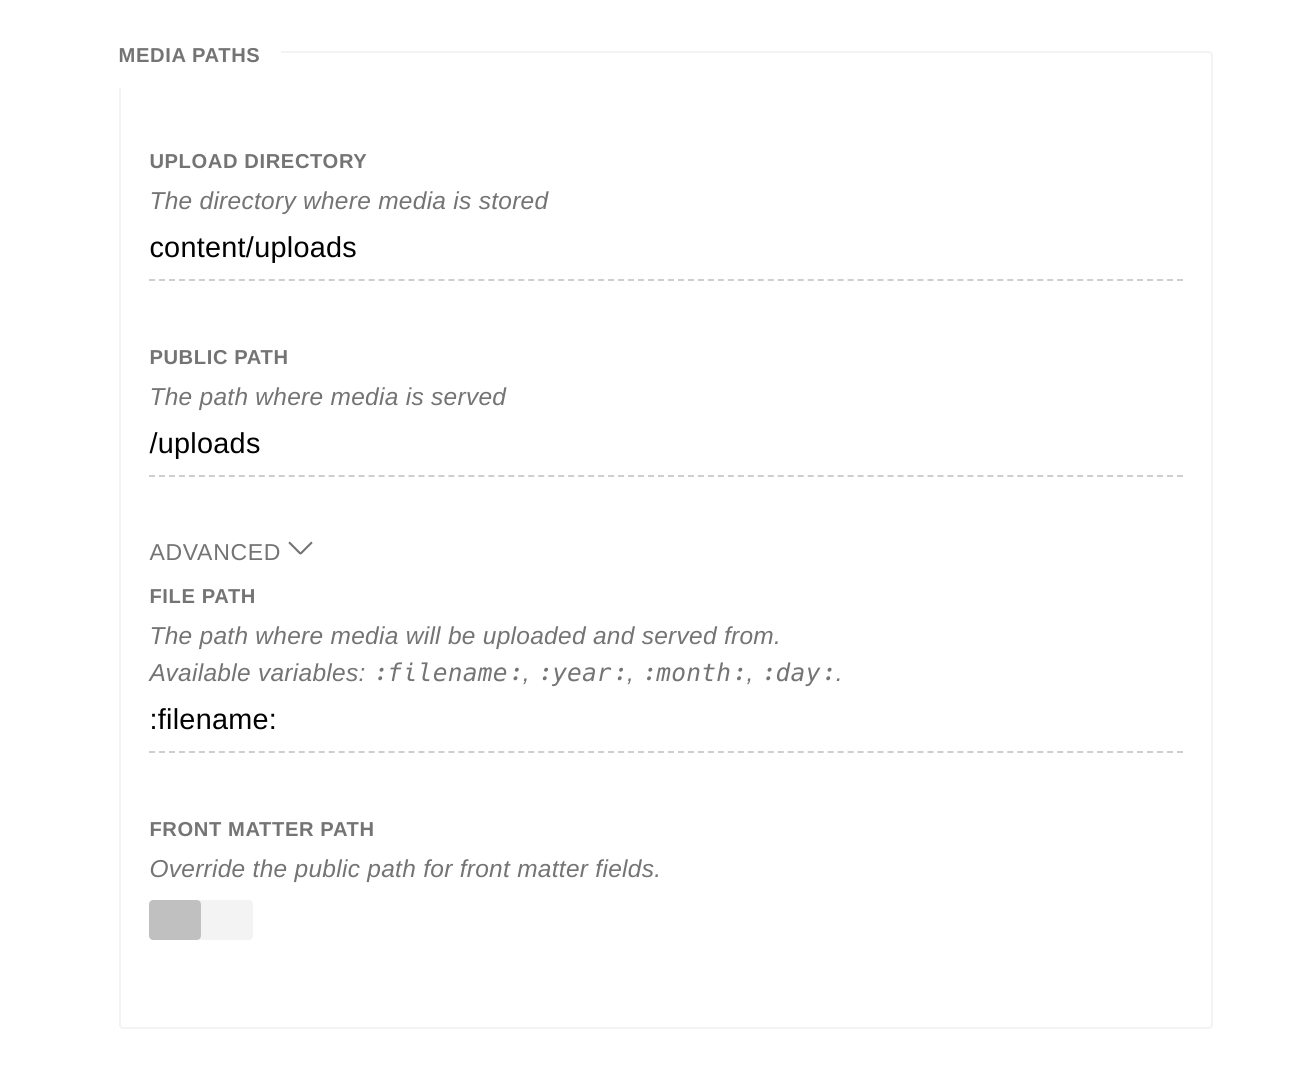 MEDIA PATHS
UPLOAD DIRECTORY
The directory where media is stored
content/uploads
PUBLIC PATH
The path where media is served
/uploads
ADVANCED
FILE PATH
The path where media will be uploaded and served from.
Available variables: :filename:, :year:, :month:, :day:.
:filename:
FRONT MATTER PATH
Override the public path for front matter fields.